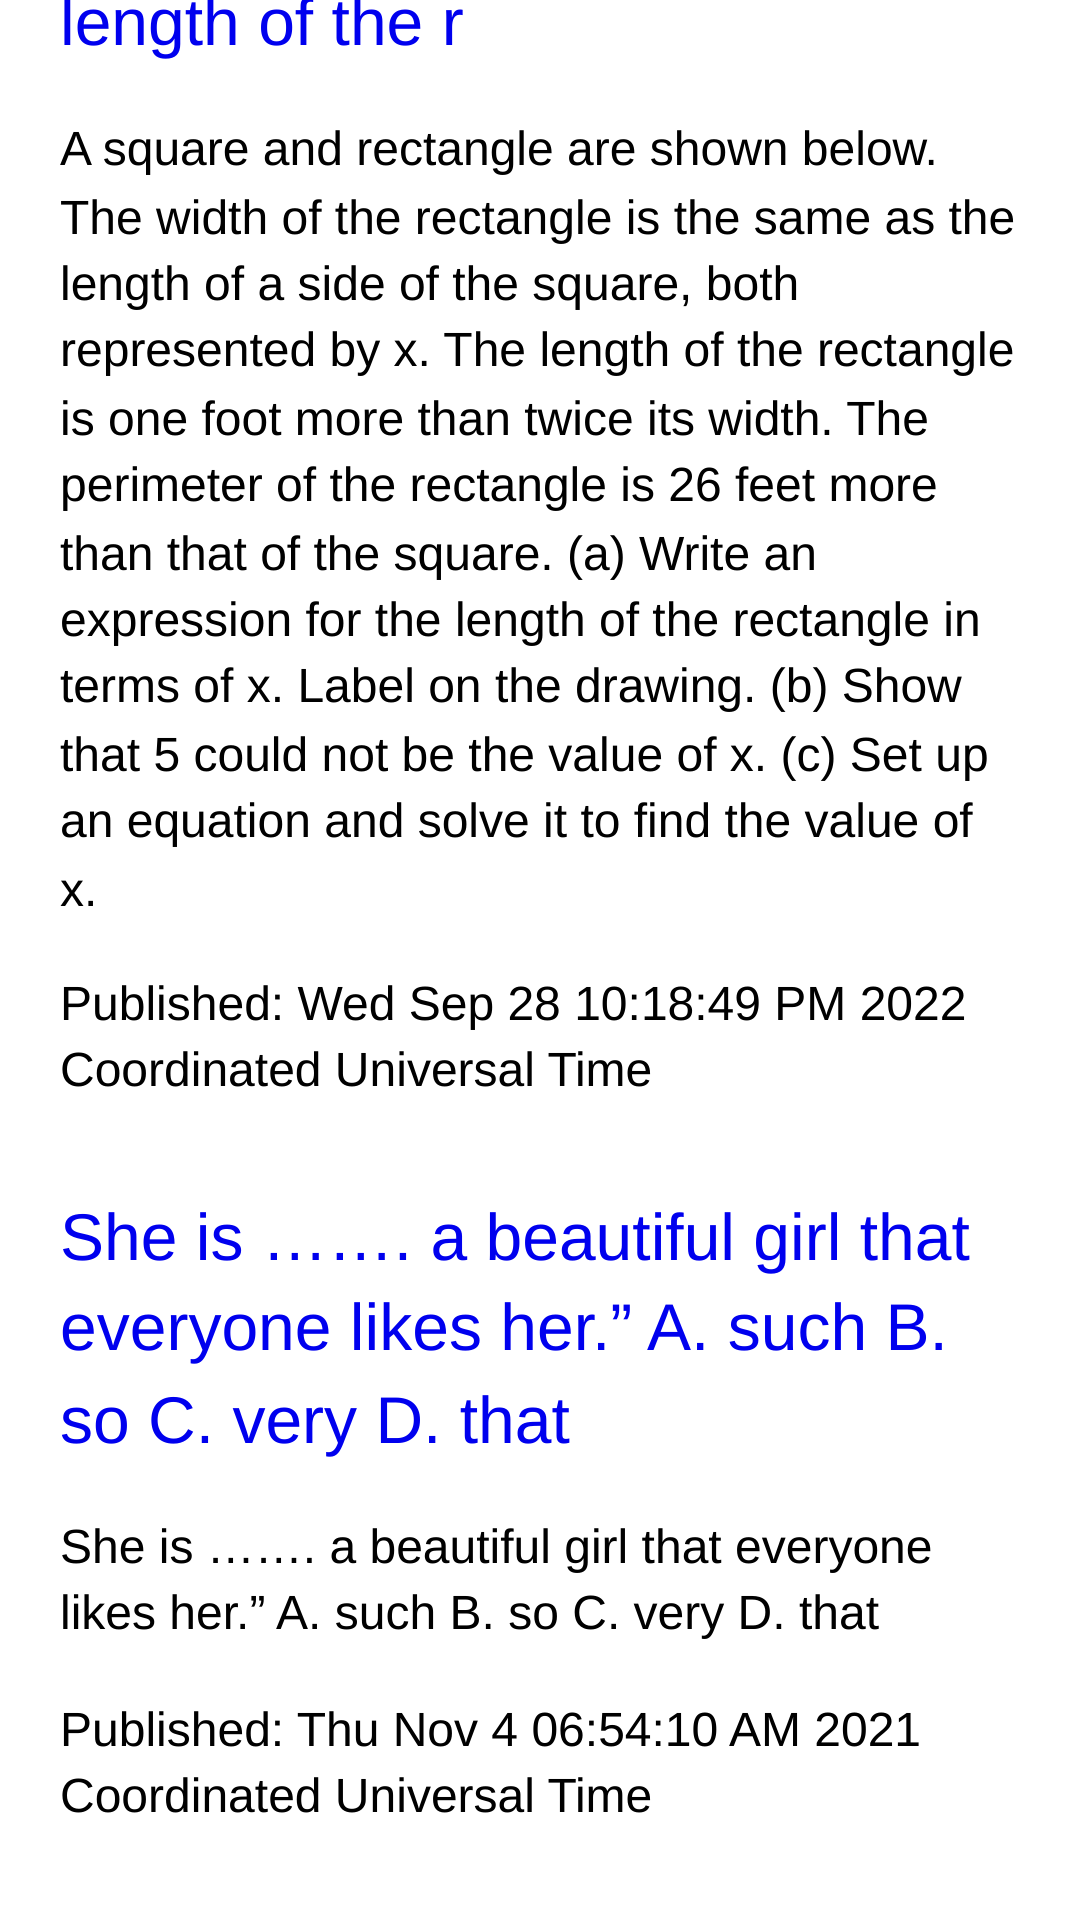 length of the r
A square and rectangle are shown below.
The width of the rectangle is the same as the
length of a side of the square, both
represented by x. The length of the rectangle
is one foot more than twice its width. The
perimeter of the rectangle is 26 feet more
than that of the square. (a) Write an
expression for the length of the rectangle in
terms of x. Label on the drawing. (b) Show
that 5 could not be the value of x. (c) Set up
an equation and solve it to find the value of
x.
Published: Wed Sep 28 10:18:49 PM 2022
Coordinated Universal Time
She is ……. a beautiful girl that
everyone likes her.” A. such B.
so C. very D. that
She is ……. a beautiful girl that everyone
likes her.” A. such B. so C. very D. that
Published: Thu Nov 4 06:54:10 AM 2021
Coordinated Universal Time